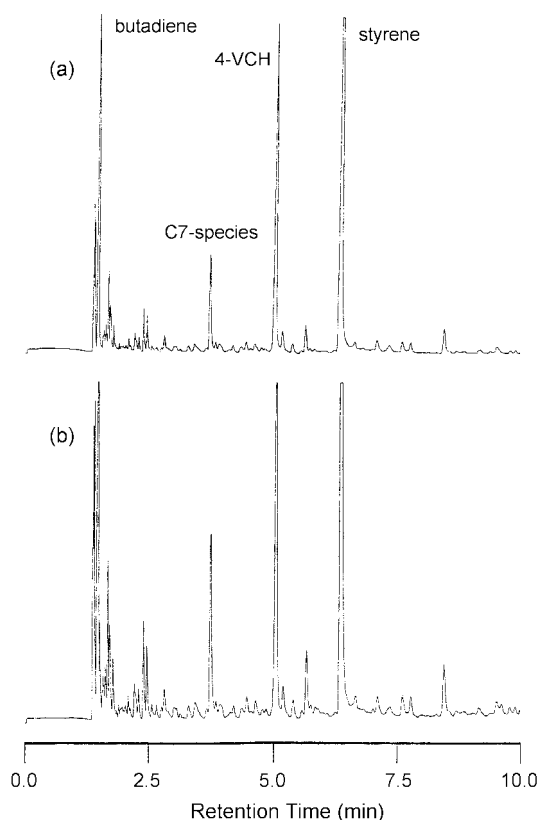 butadiene
styrene
4-VCH
(a)
C7-species
(b)
0.0 2.5 5.0 7.5 10.0
Retention Time (min)